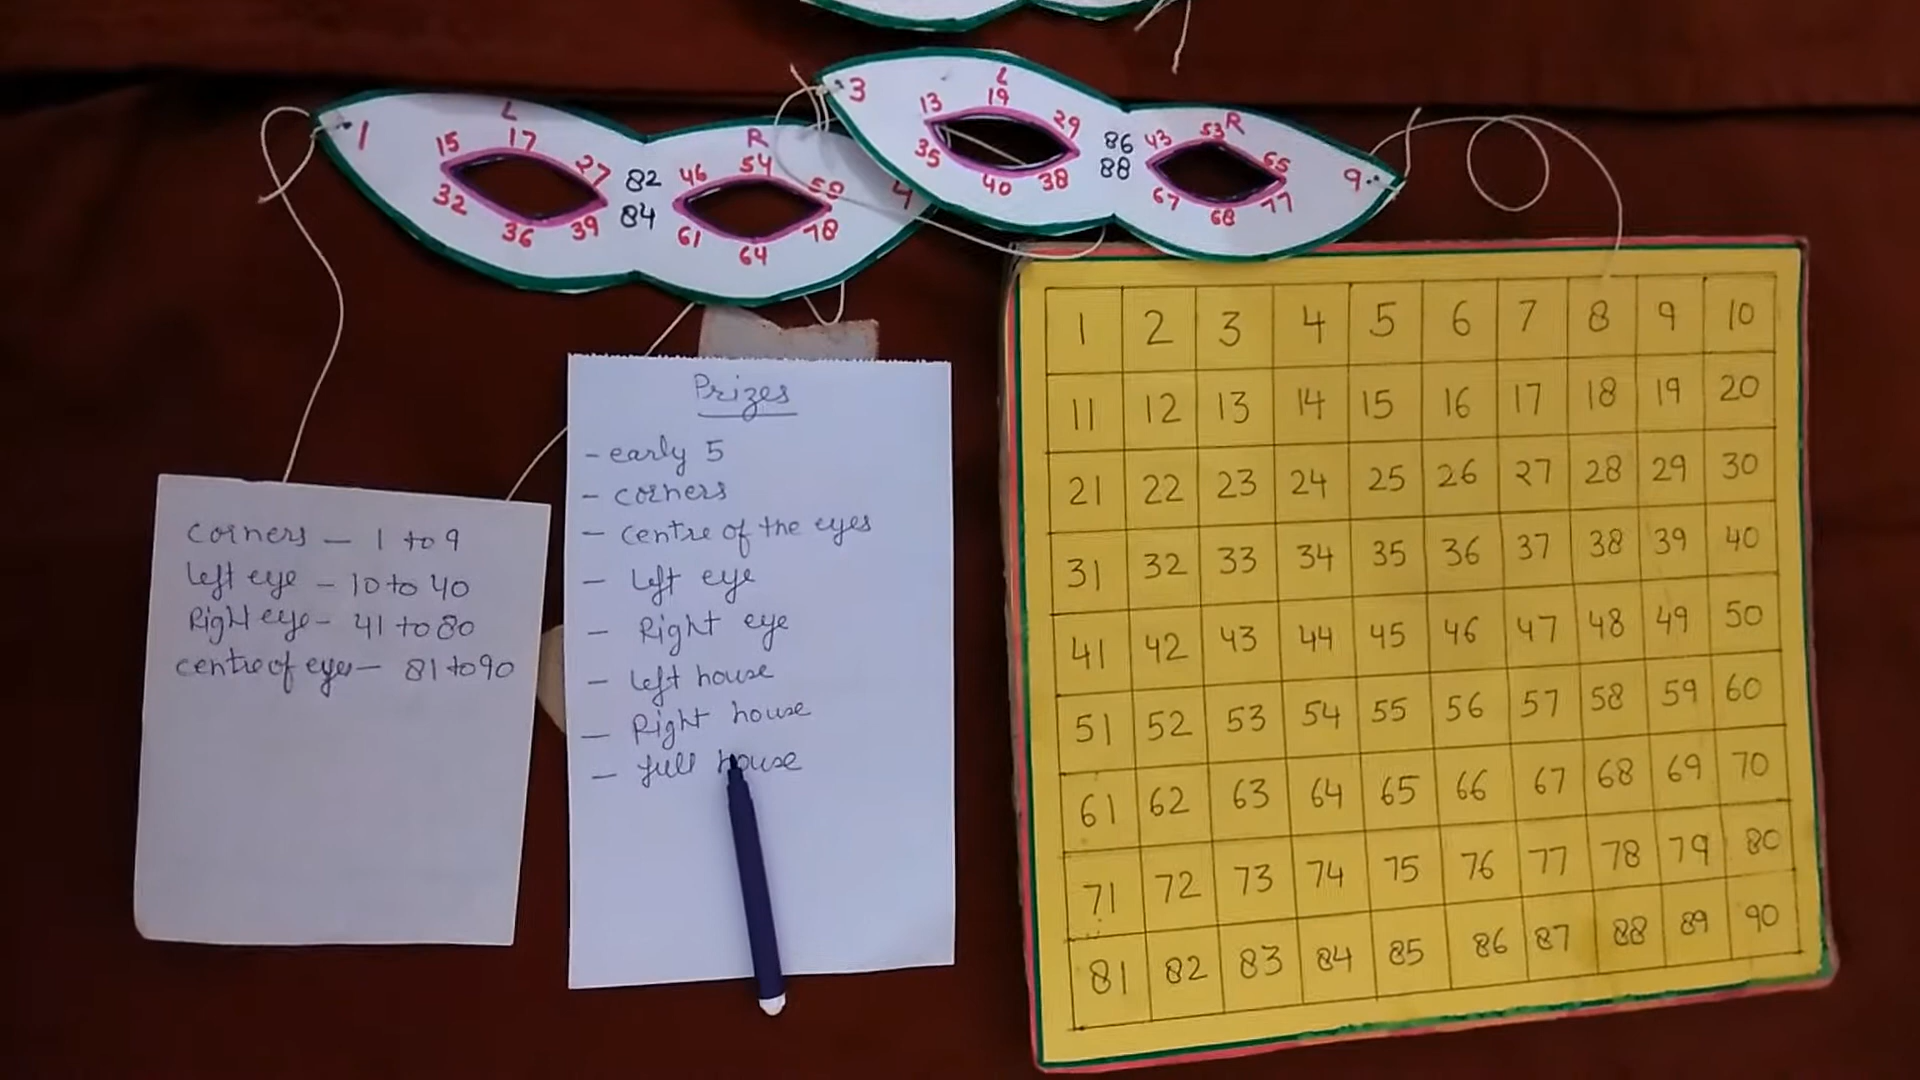 L
15 17 27
1
82
84
32 36 39
R
46 54 58
4
61 64 78
L
3
13 19 29
86
88
35 40 38
R
43 53 65
9
67 68 77
Prizes
- early 5
- corners
- centre of the eyes
- Left eye
- Right eye
- Left house
- Right house
- full house
corners - 1 to 9
Left eye - 10 to 40
Right eye - 41 to 80
centre of eyes - 81 to 90
1 2 3 4 5 6 7 8 9 10
11 12 13 14 15 16 17 18 19 20
21 22 23 24 25 26 27 28 29 30
31 32 33 34 35 36 37 38 39 40
41 42 43 44 45 46 47 48 49 50
51 52 53 54 55 56 57 58 59 60
61 62 63 64 65 66 67 68 69 70
71 72 73 74 75 76 77 78 79 80
81 82 83 84 85 86 87 88 89 90